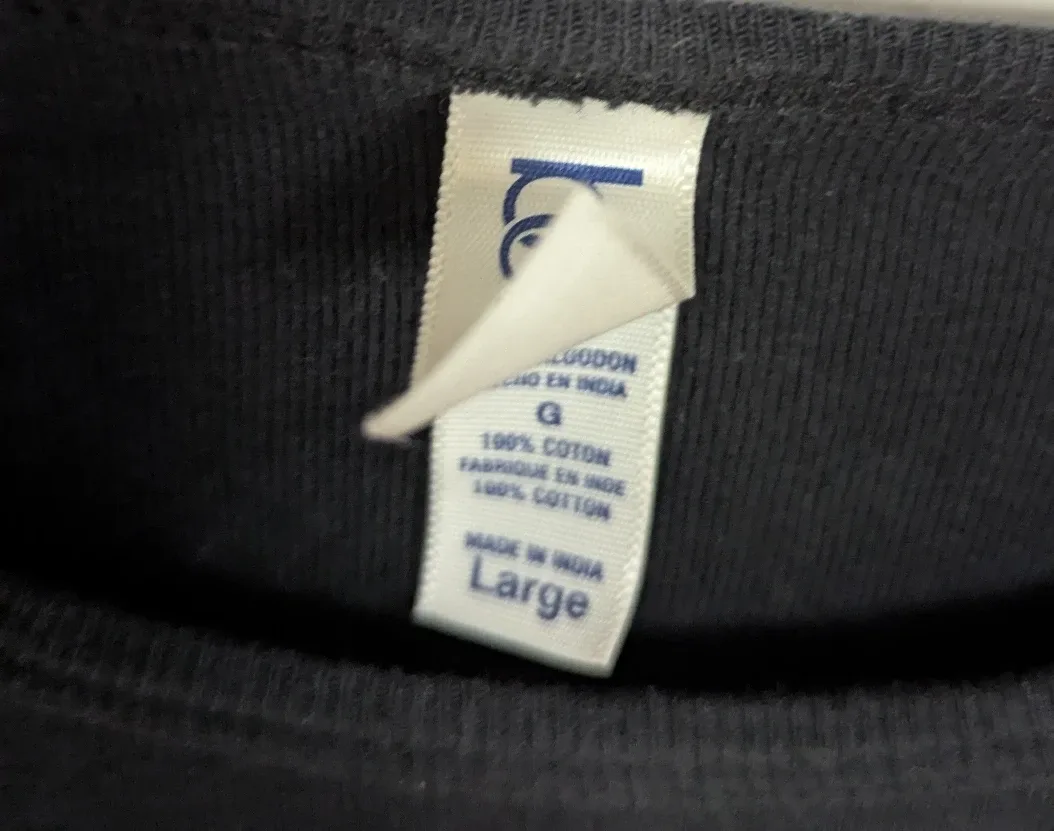 EN INDIA
G
100% COTON
FABRIQUE EN INDE
100% COTTON
MADE IN INDIA
Large